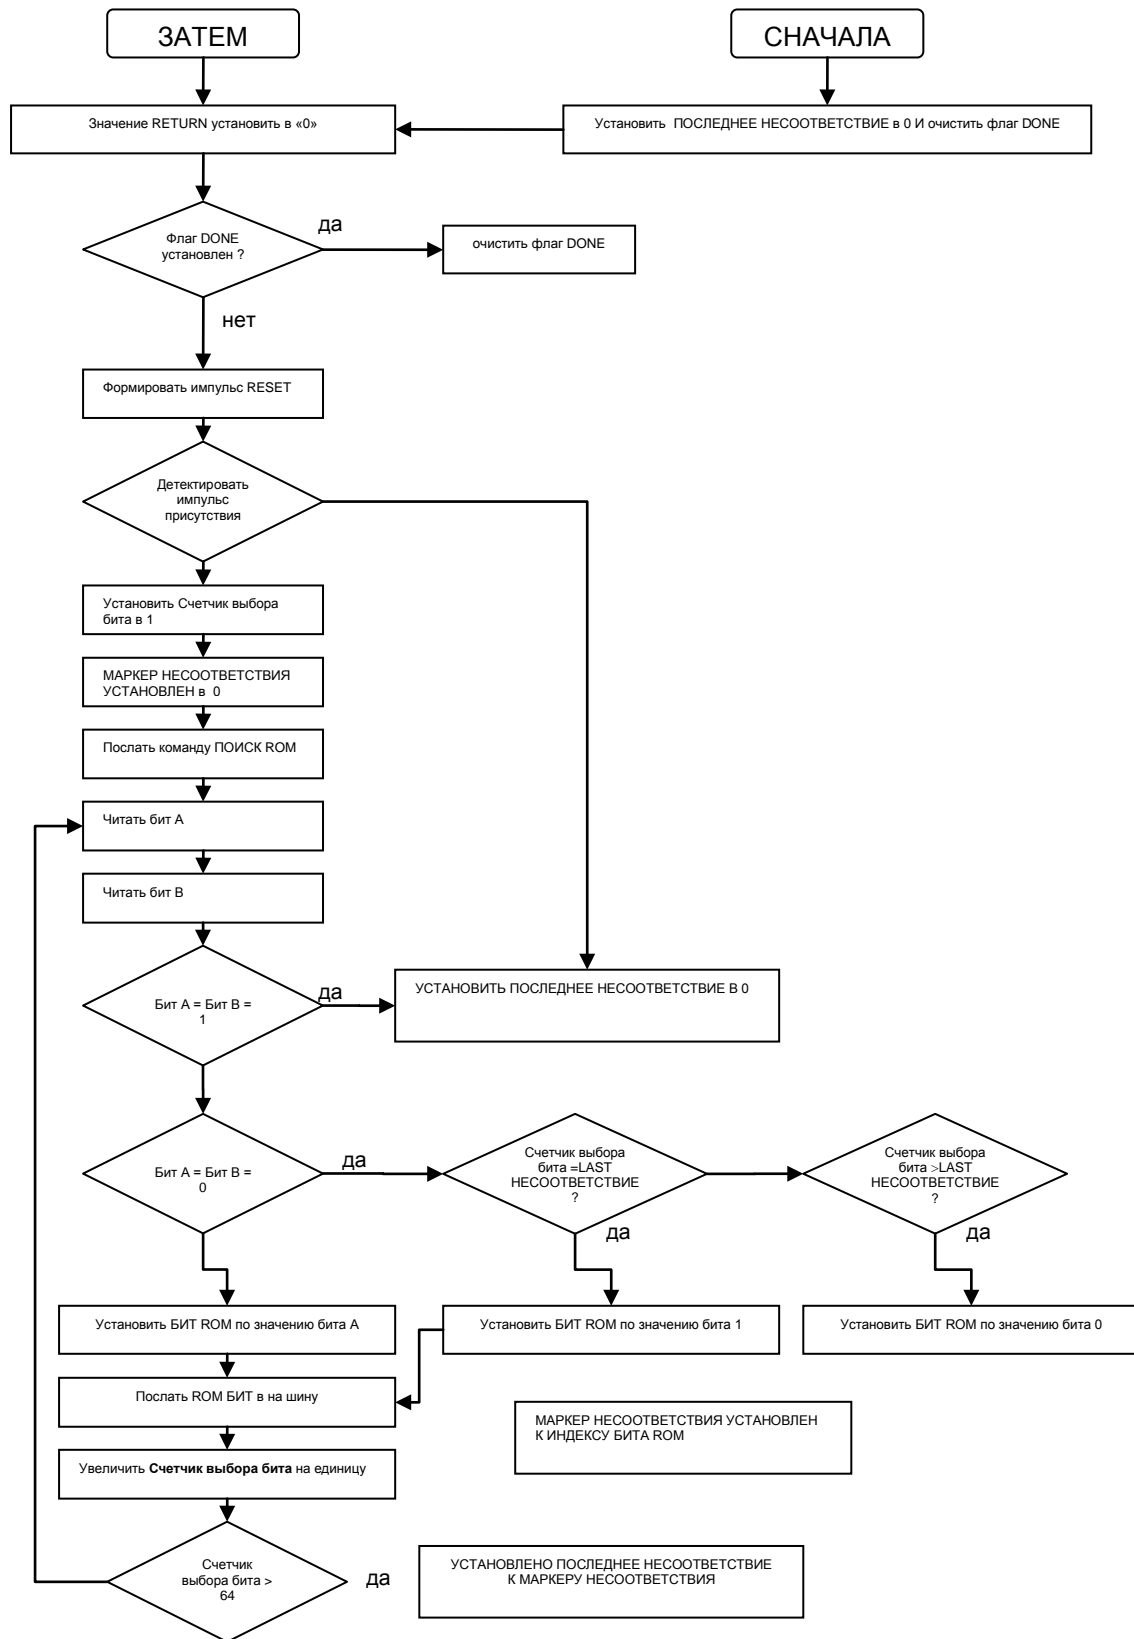 ЗАТЕМ
СНАЧАЛА
Значение RETURN установить в «0»
Установить ПОСЛЕДНЕЕ НЕСООТВЕТСТВИЕ в 0 И очистить флаг DONE
Флаг DONE
установлен ?
да
очистить флаг DONE
нет
Формировать импульс RESET
Детектировать
импульс
присутствия
Установить Счетчик выбора
бита в 1
МАРКЕР НЕСООТВЕТСТВИЯ
УСТАНОВЛЕН в 0
Послать команду ПОИСК ROM
Читать бит А
Читать бит В
Бит А = Бит В =
1
да
УСТАНОВИТЬ ПОСЛЕДНЕЕ НЕСООТВЕТСТВИЕ В 0
Бит А = Бит В =
0
да
Счетчик выбора
бита =LAST
НЕСООТВЕТСТВИЕ
?
да
Счетчик выбора
бита >LAST
НЕСООТВЕТСТВИЕ
?
да
Установить БИТ ROM по значению бита А
Установить БИТ ROM по значению бита 1
Установить БИТ ROM по значению бита 0
Послать ROM БИТ в на шину
МАРКЕР НЕСООТВЕТСТВИЯ УСТАНОВЛЕН
К ИНДЕКСУ БИТА ROM
Увеличить Счетчик выбора бита на единицу
Счетчик
выбора бита >
64
да
УСТАНОВЛЕНО ПОСЛЕДНЕЕ НЕСООТВЕТСТВИЕ
К МАРКЕРУ НЕСООТВЕТСТВИЯ